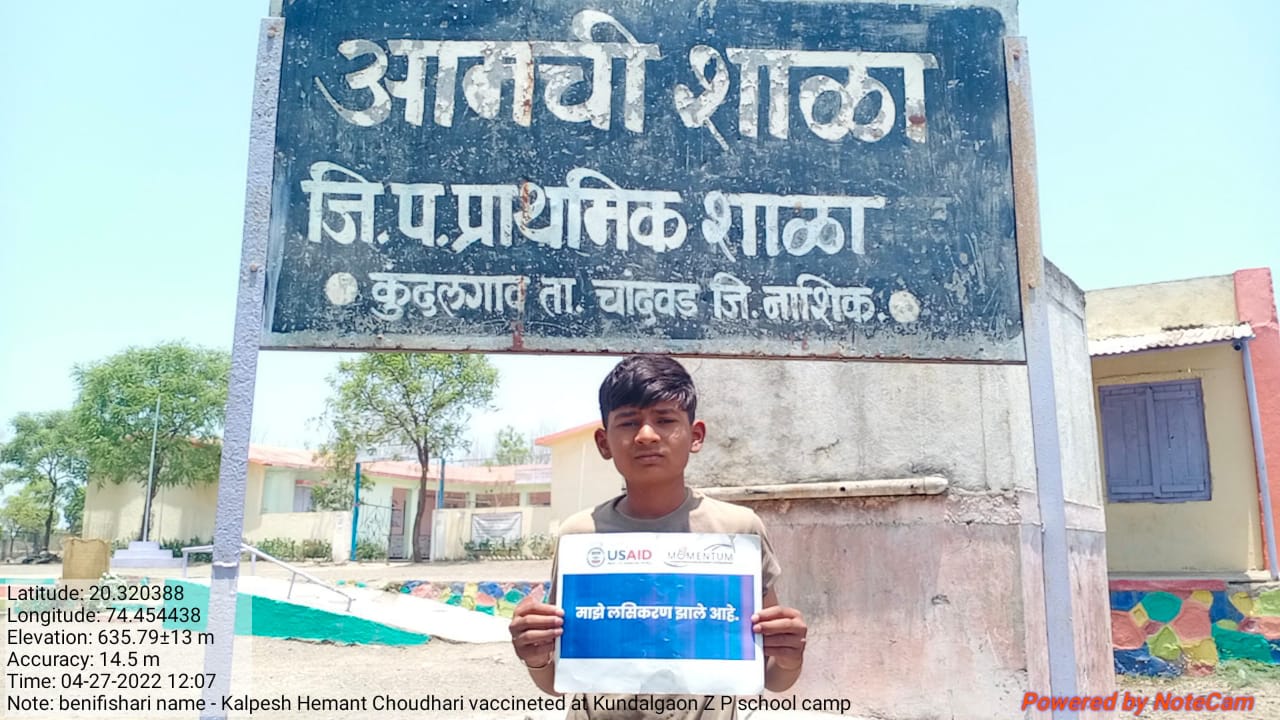 आमची शाळा
जि.प.प्राथमिक शाळा
कुदलगाव ता. चांदवड जि.नाशिक.
USAID
MOMENTUM
माझे लसिकरण झाले आहे.
Latitude: 20.320388
Longitude: 74.454438
Elevation: 635.79±13 m
Accuracy: 14.5 m
Time: 04-27-2022 12:07
Note: benifishari name - Kalpesh Hemant Choudhari vaccineted at Kundalgaon Z P school camp
Powered by NoteCam